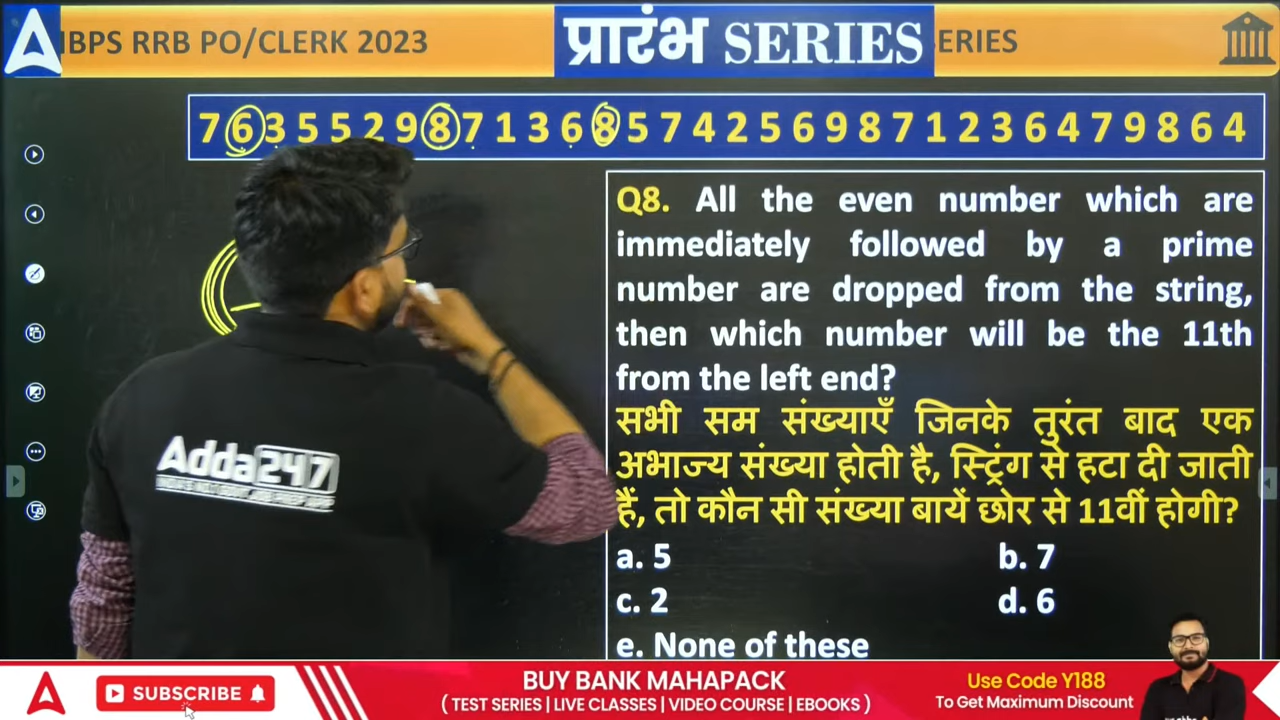 IBPS RRB PO/CLERK 2023
प्रारंभ SERIES
ERIES
7 6 3 5 5 2 9 8 7 1 3 6 8 5 7 4 2 5 6 9 8 7 1 2 3 6 4 7 9 8 6 4
Q8. All the even number which are
immediately followed by a prime
number are dropped from the string,
then which number will be the 11th
from the left end?
सभी सम संख्याएँ जिनके तुरंत बाद एक
अभाज्य संख्या होती है, स्ट्रिंग से हटा दी जाती
हैं, तो कौन सी संख्या बायें छोर से 11वीं होगी?
a. 5 b. 7
c. 2 d. 6
e. None of these
Adda247
SUBSCRIBE
BUY BANK MAHAPACK
( TEST SERIES | LIVE CLASSES | VIDEO COURSE | EBOOKS )
Use Code Y188
To Get Maximum Discount